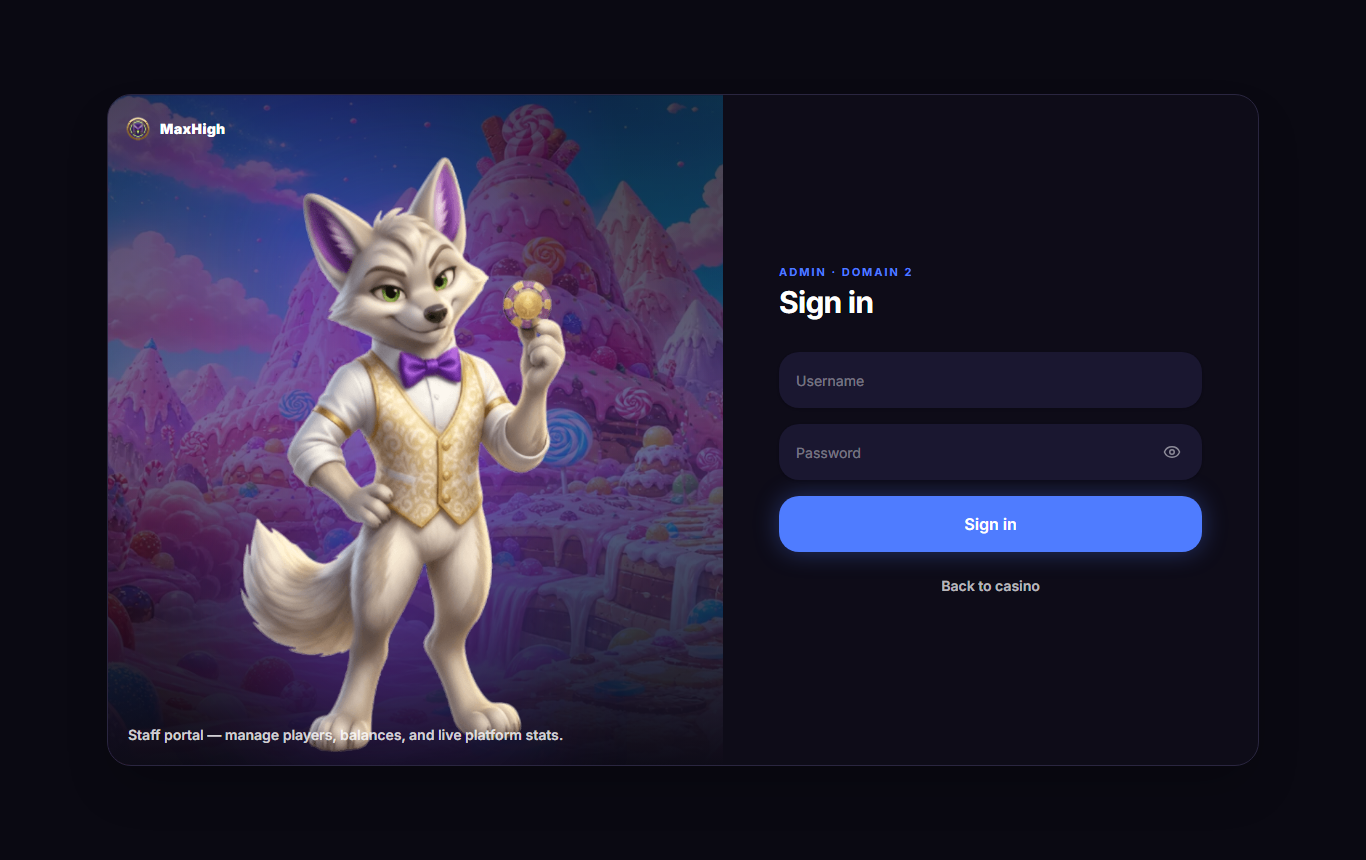 MaxHigh
Staff portal — manage players, balances, and live platform stats.
ADMIN · DOMAIN 2
Sign in
Username
Password
Sign in
Back to casino